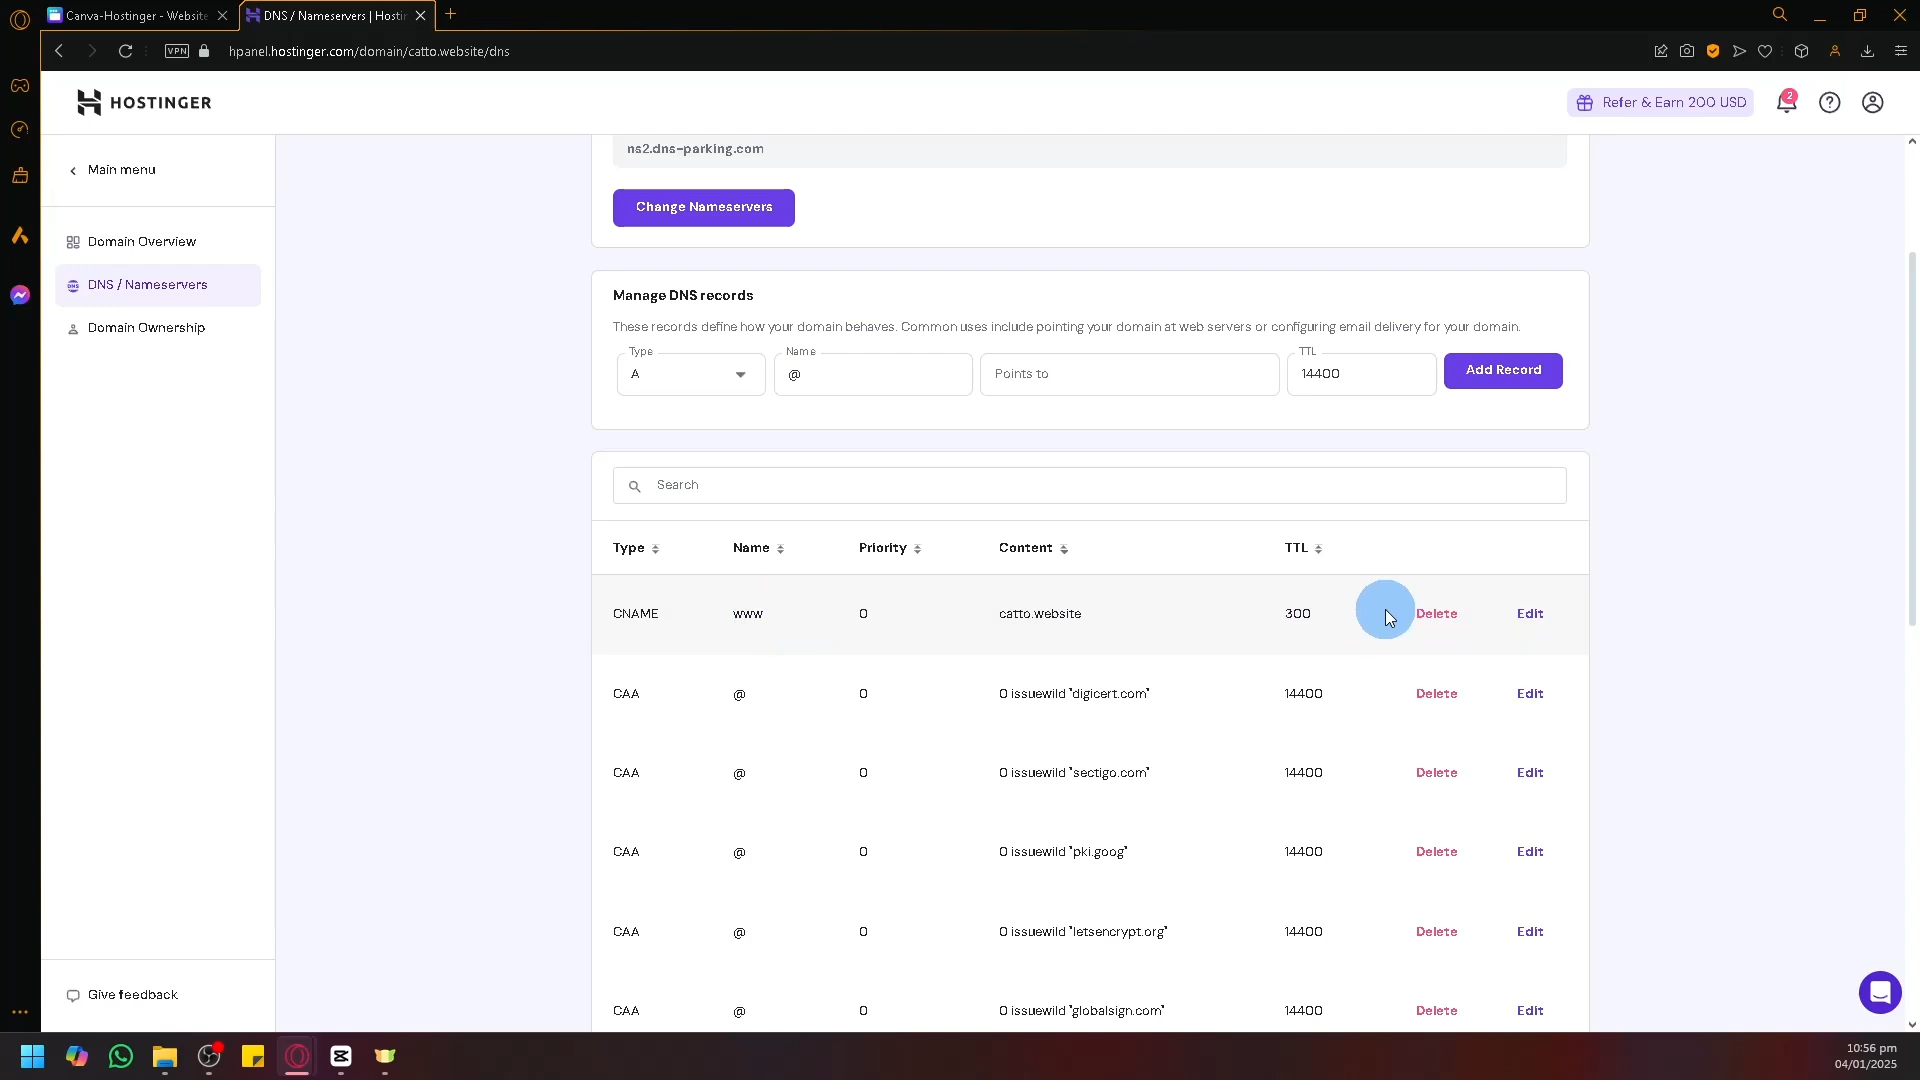 Canva-Hostinger - Website
DNS / Nameservers | Hostin
VPN
hpanel.hostinger.com/domain/catto.website/dns
HOSTINGER
Refer & Earn 200 USD
2
Main menu
Domain Overview
DNS / Nameservers
Domain Ownership
Give feedback
ns2.dns-parking.com
Change Nameservers
Manage DNS records
These records define how your domain behaves. Common uses include pointing your domain at web servers or configuring email delivery for your domain.
Type
A
Name
@
Points to
TTL
14400
Add Record
Search
Type Name Priority Content TTL
CNAME www 0 catto.website 300 Delete Edit
CAA @ 0 0 issuewild "digicert.com" 14400 Delete Edit
CAA @ 0 0 issuewild "sectigo.com" 14400 Delete Edit
CAA @ 0 0 issuewild "pki.goog" 14400 Delete Edit
CAA @ 0 0 issuewild "letsencrypt.org" 14400 Delete Edit
CAA @ 0 0 issuewild "globalsign.com" 14400 Delete Edit
10:56 pm
04/01/2025